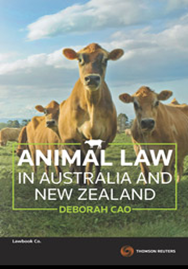 ANIMAL LAW
IN AUSTRALIA AND
NEW ZEALAND
DEBORAH CAO
Lawbook Co.
THOMSON REUTERS